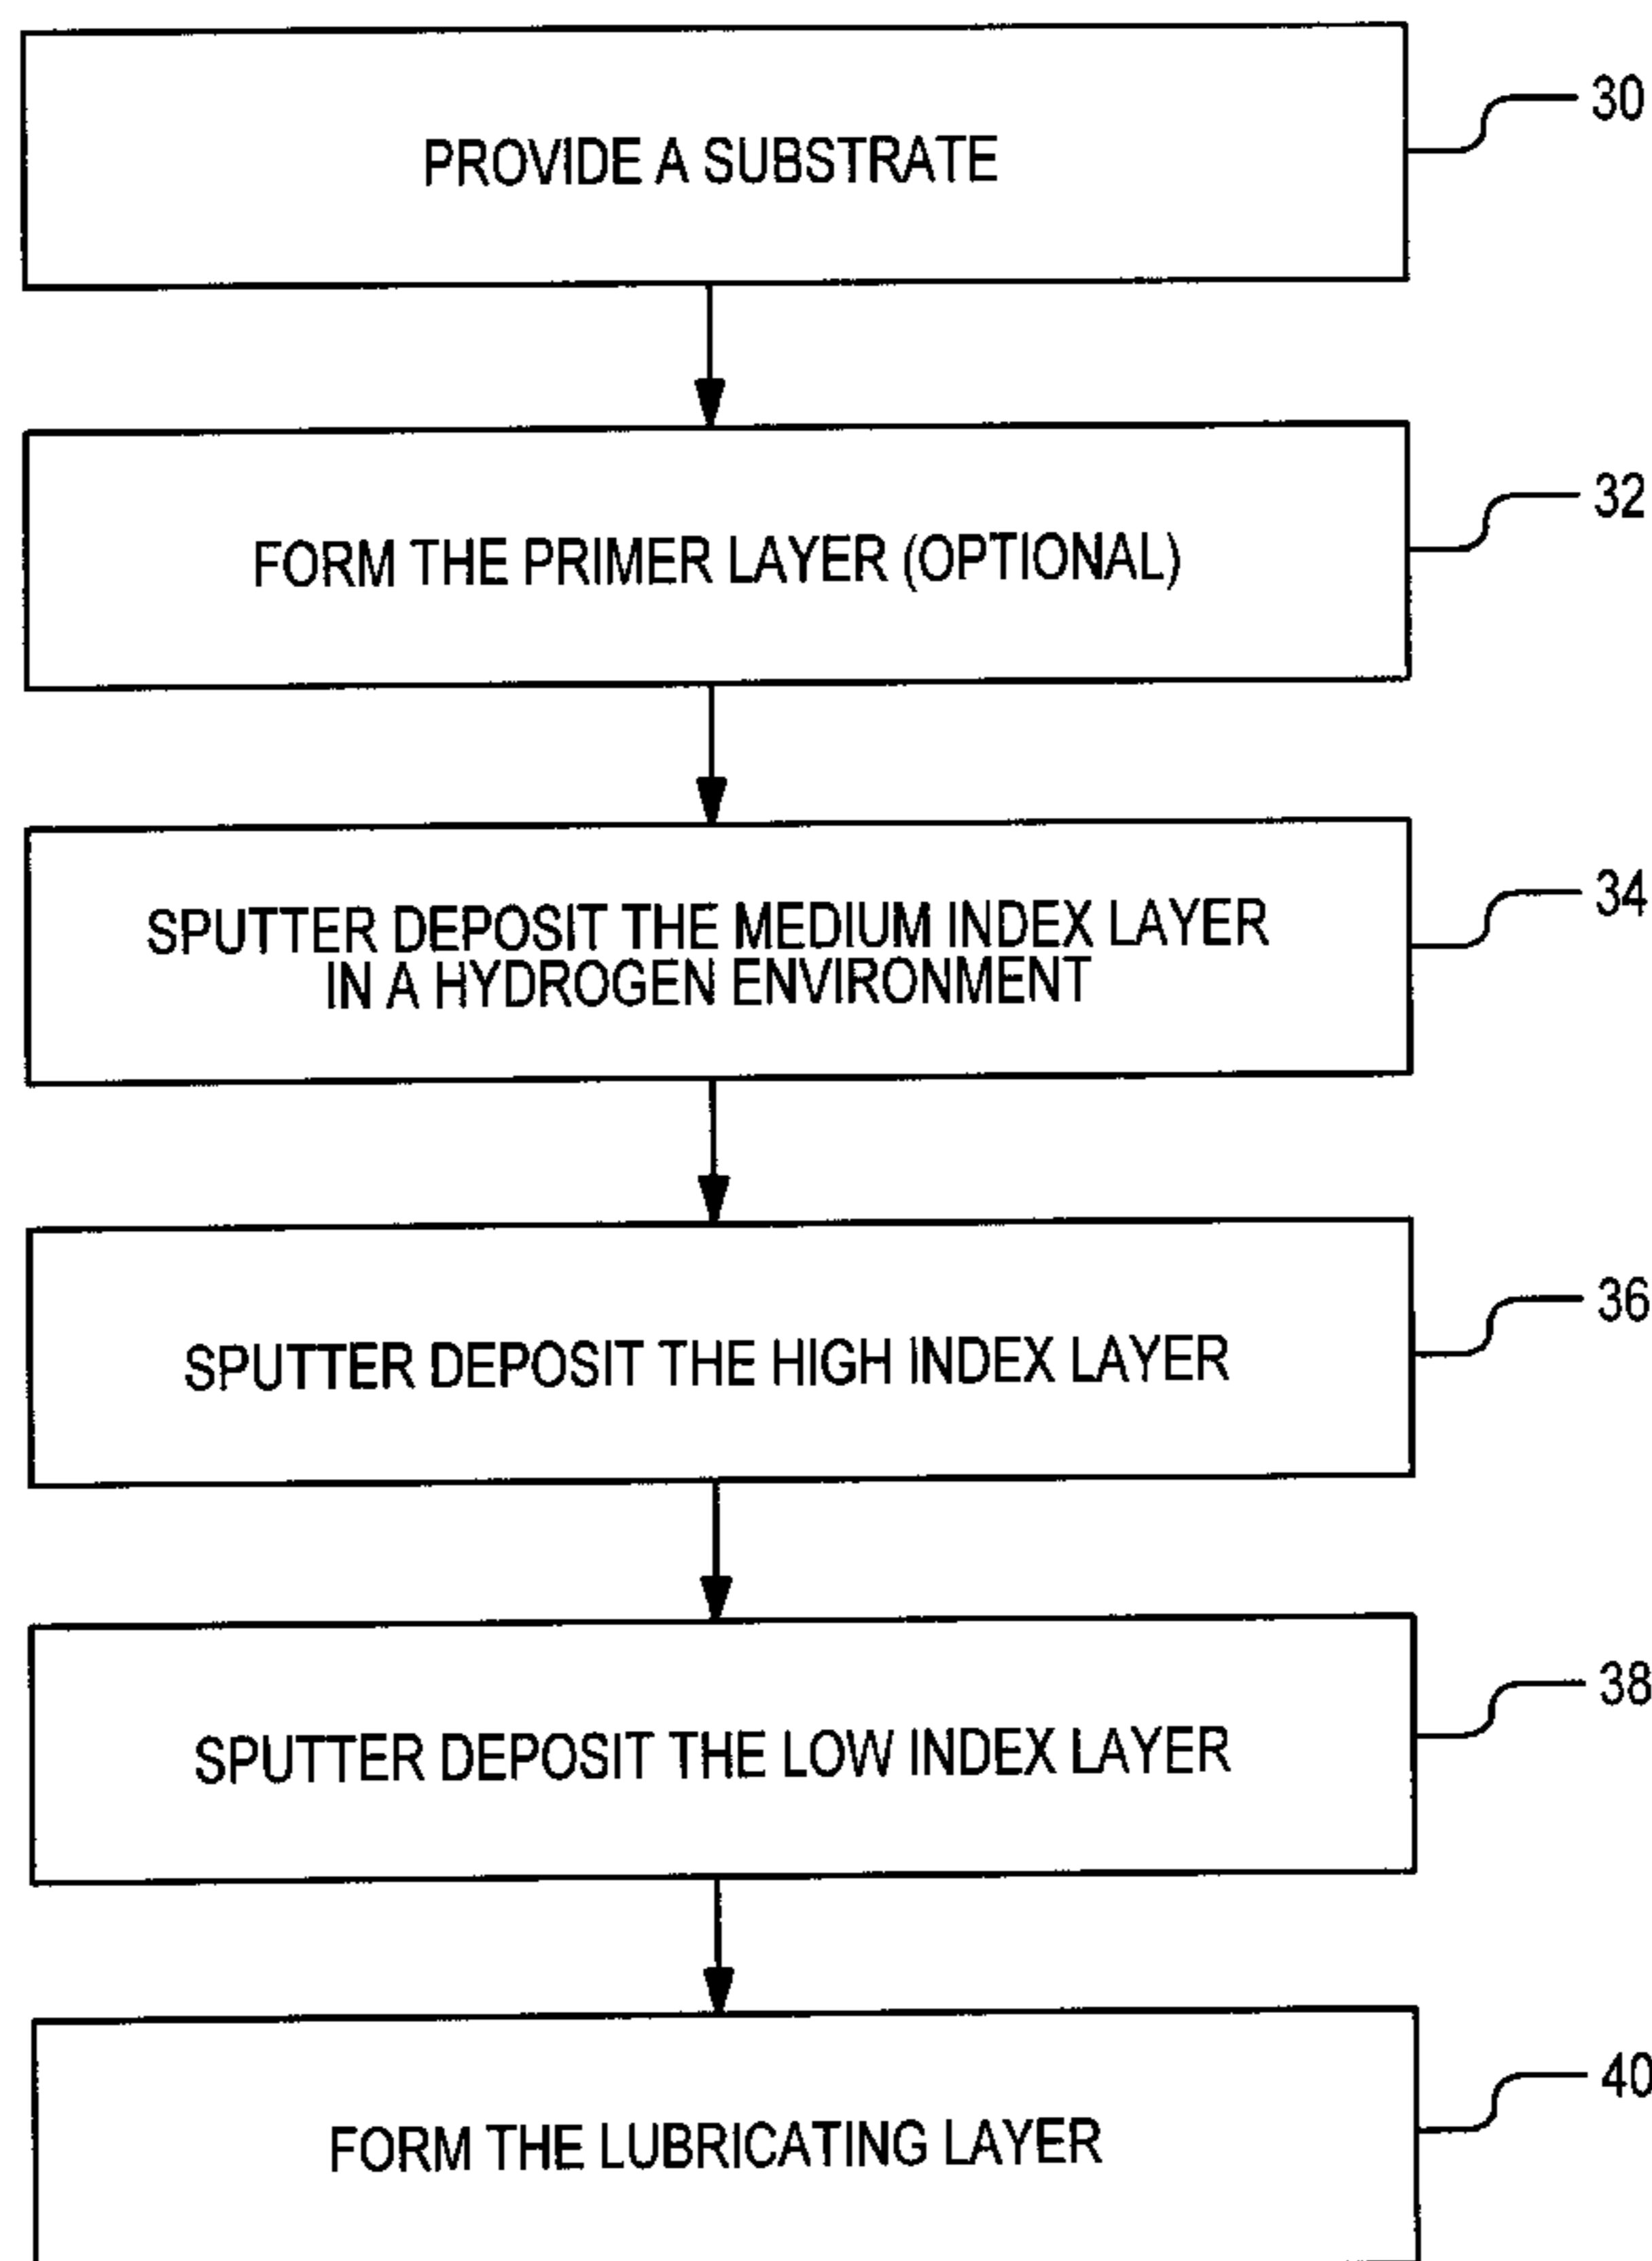 PROVIDE A SUBSTRATE
30
FORM THE PRIMER LAYER (OPTIONAL)
32
SPUTTER DEPOSIT THE MEDIUM INDEX LAYER
IN A HYDROGEN ENVIRONMENT
34
SPUTTER DEPOSIT THE HIGH INDEX LAYER
36
SPUTTER DEPOSIT THE LOW INDEX LAYER
38
FORM THE LUBRICATING LAYER
40